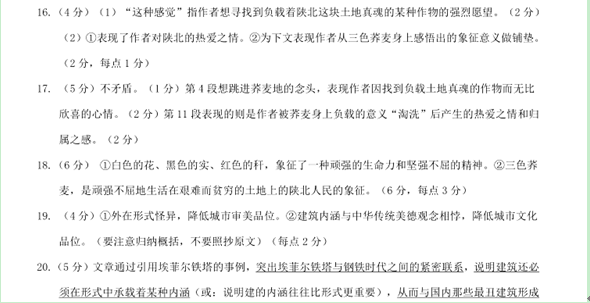 16.（4 分）（1）“这种感觉”指作者想寻找到负载着陕北这块土地真魂的某种作物的强烈愿望。（2 分）
（2）①表现了作者对陕北的热爱之情。②为下文表现作者从三色荞麦身上感悟出的象征意义做铺垫。
（2 分，每点 1 分）
17.（5 分）不矛盾。（1 分）第 4 段想跳进荞麦地的念头，表现作者因找到负载土地真魂的作物而无比
欣喜的心情。（2 分）第 11 段表现的则是作者被荞麦身上负载的意义“淘洗”后产生的热爱之情和归
属之感。（2 分）
18.（6 分） ①白色的花、黑色的实、红色的秆，象征了一种顽强的生命力和坚强不屈的精神。②三色荞
麦，是顽强不屈地生活在艰难而贫穷的土地上的陕北人民的象征。（6 分，每点 3 分）
19.（4 分）①外在形式怪异，降低城市审美品位。②建筑内涵与中华传统美德观念相悖，降低城市文化
品位。（要注意归纳概括，不要照抄原文）（每点 2 分）
20.（5 分）文章通过引用埃菲尔铁塔的事例，突出埃菲尔铁塔与钢铁时代之间的紧密联系，说明建筑还必
须在形式中承载着某种内涵（或：说明建的内涵往往比形式更重要），从而与国内那些最丑建筑形成